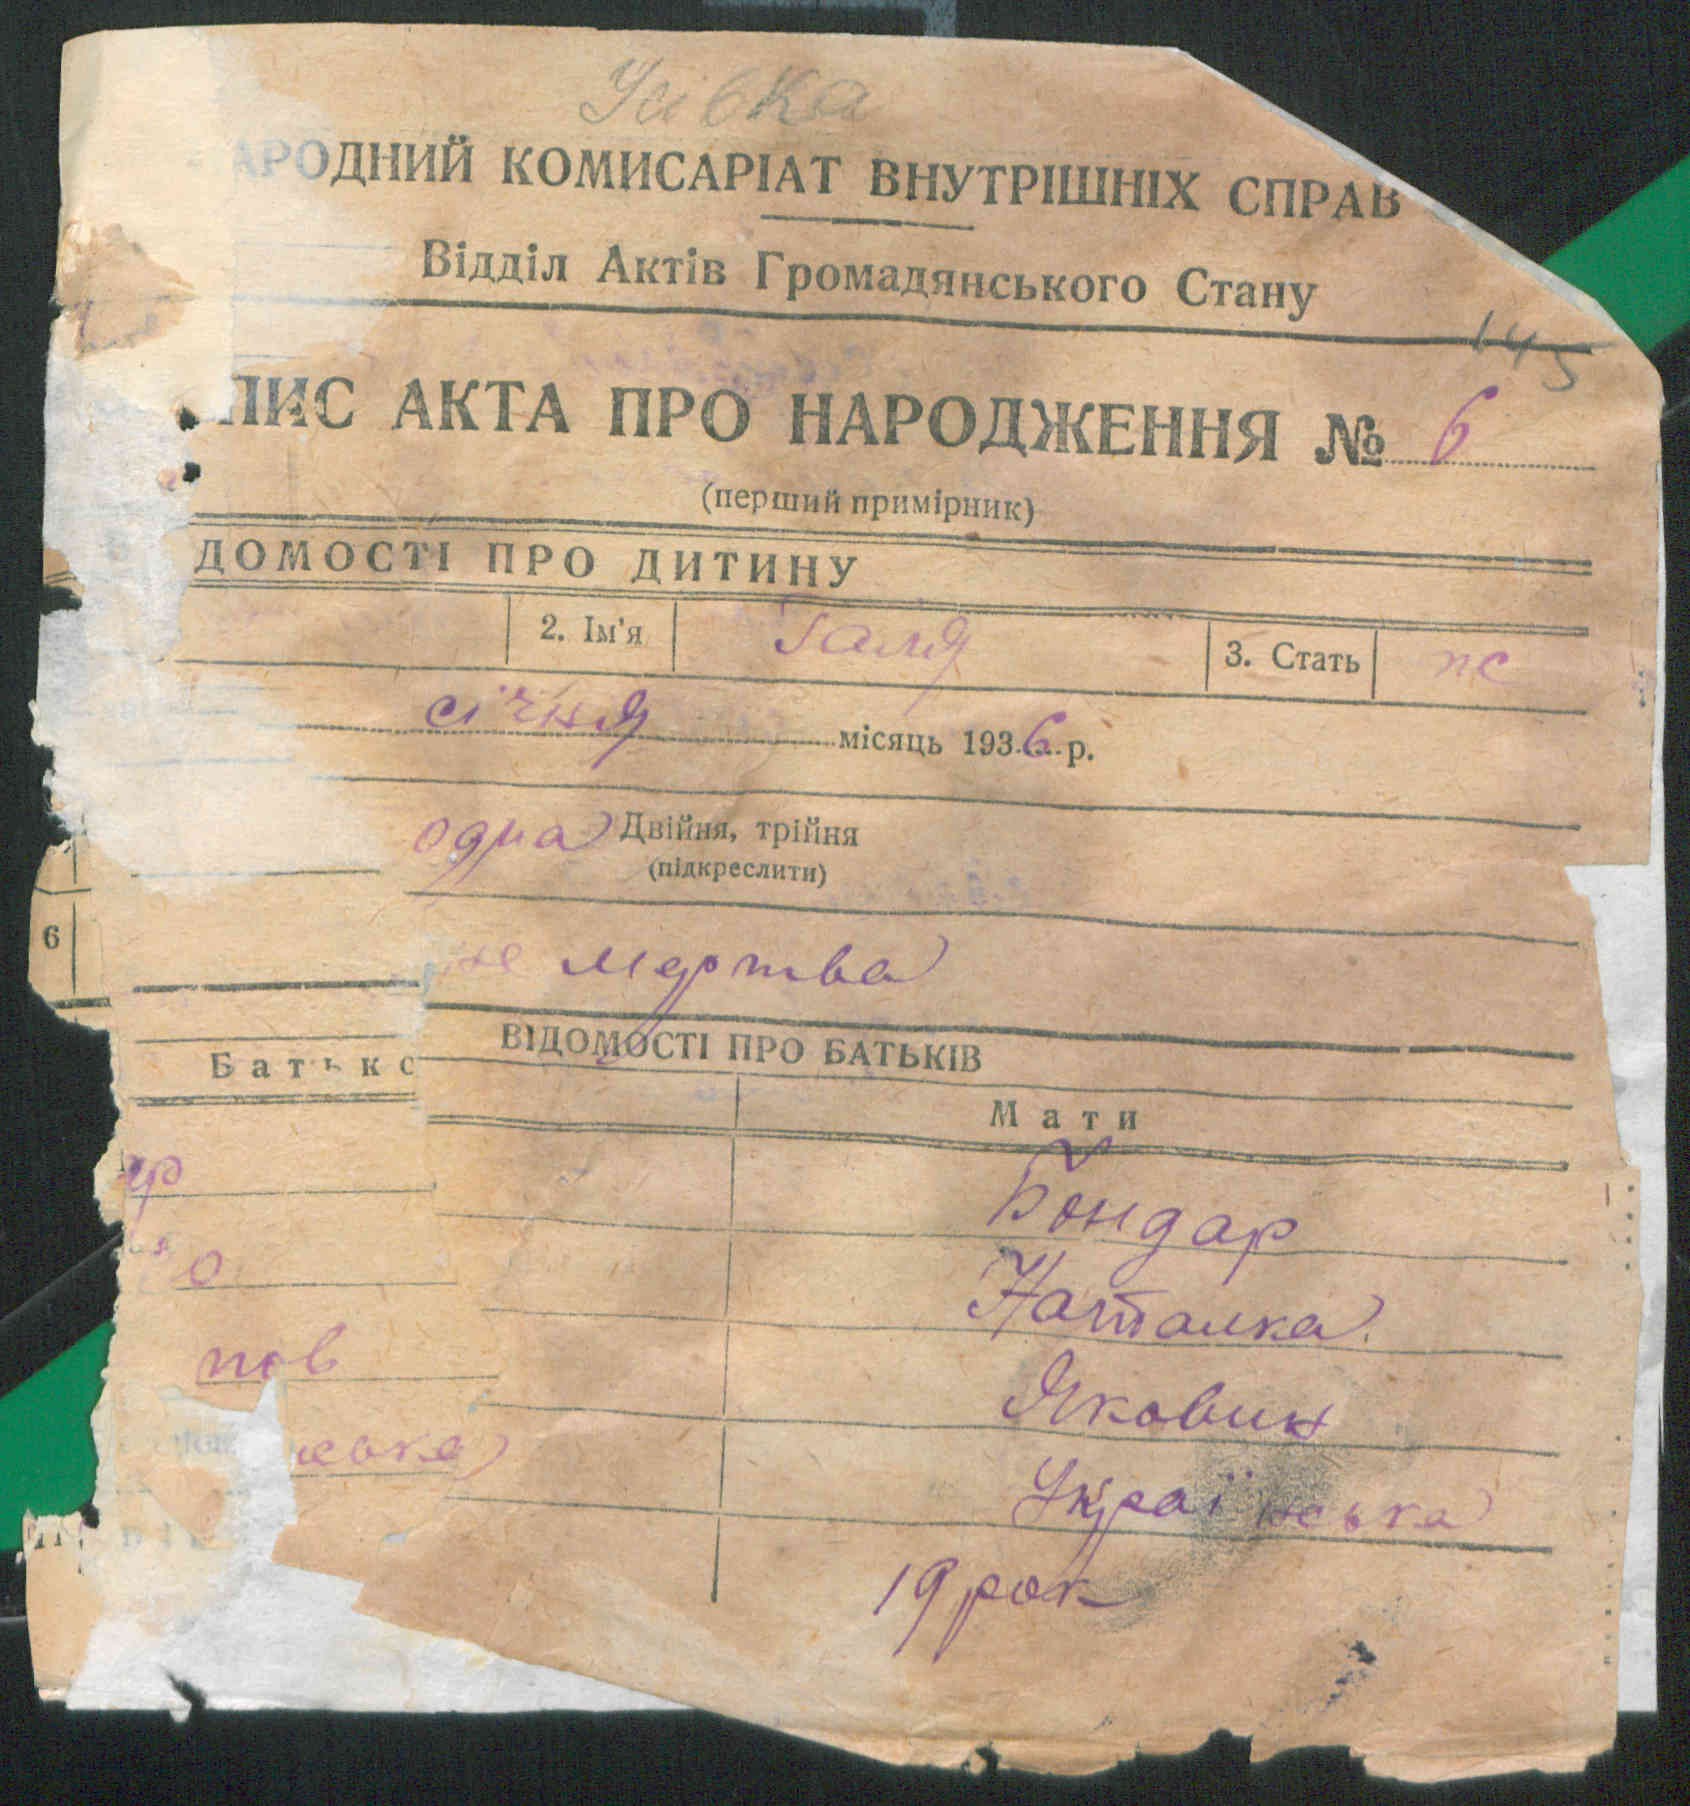 АРОДНИЙ КОМИСАРІАТ ВНУТРІШНІХ СПРАВ
Відділ Актів Громадянського Стану
145
ПИС АКТА ПРО НАРОДЖЕННЯ № 6
(перший примірник)
ДОМОСТІ ПРО ДИТИНУ
2. Ім'я Галя 3. Стать ж
січня місяць 1936 р.
одна Двійня, трійня
(підкреслити)
6
не мертва
ВІДОМОСТІ ПРО БАТЬКІВ
Батько Мати
Бондар
Наталка
Яковин
Українська
19 рок